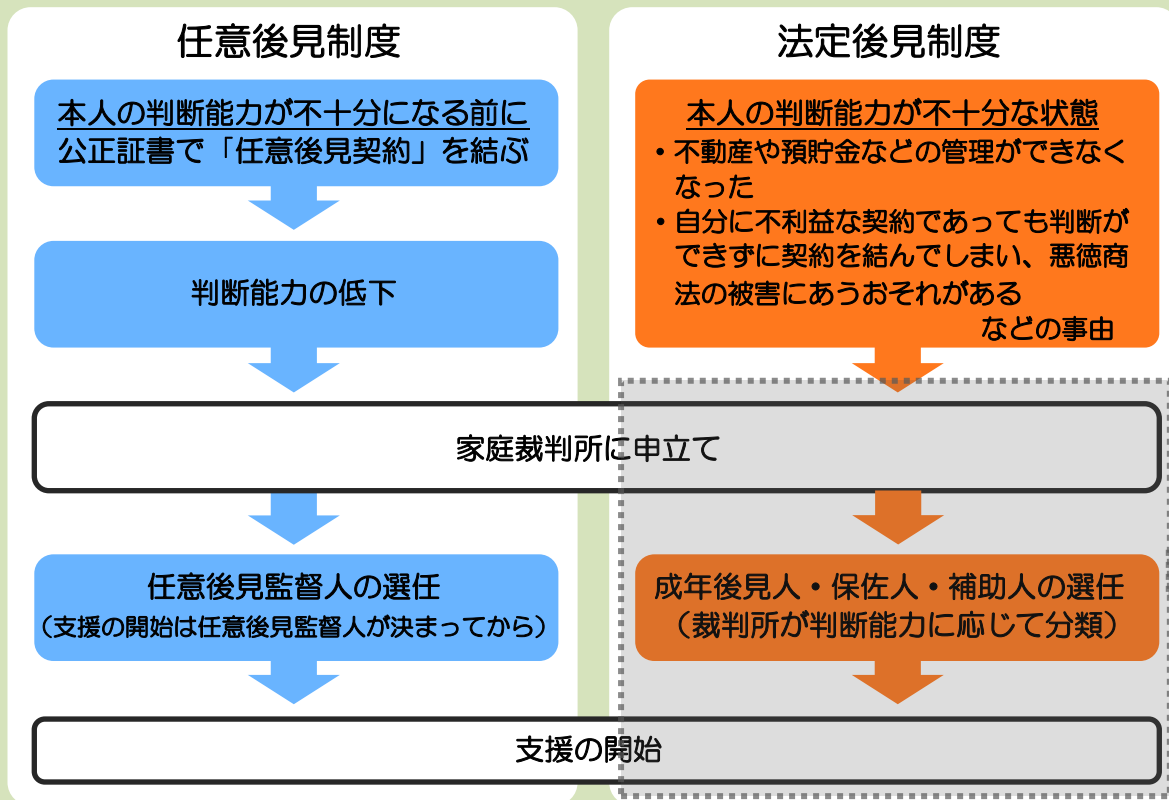 任意後見制度
本人の判断能力が不十分になる前に
公正証書で「任意後見契約」を結ぶ
判断能力の低下
法定後見制度
本人の判断能力が不十分な状態
・不動産や預貯金などの管理ができなく
なった
・自分に不利益な契約であっても判断が
できずに契約を結んでしまい、悪徳商
法の被害にあうおそれがある
などの事由
家庭裁判所に申立て
任意後見監督人の選任
（支援の開始は任意後見監督人が決まってから）
成年後見人・保佐人・補助人の選任
（裁判所が判断能力に応じて分類）
支援の開始